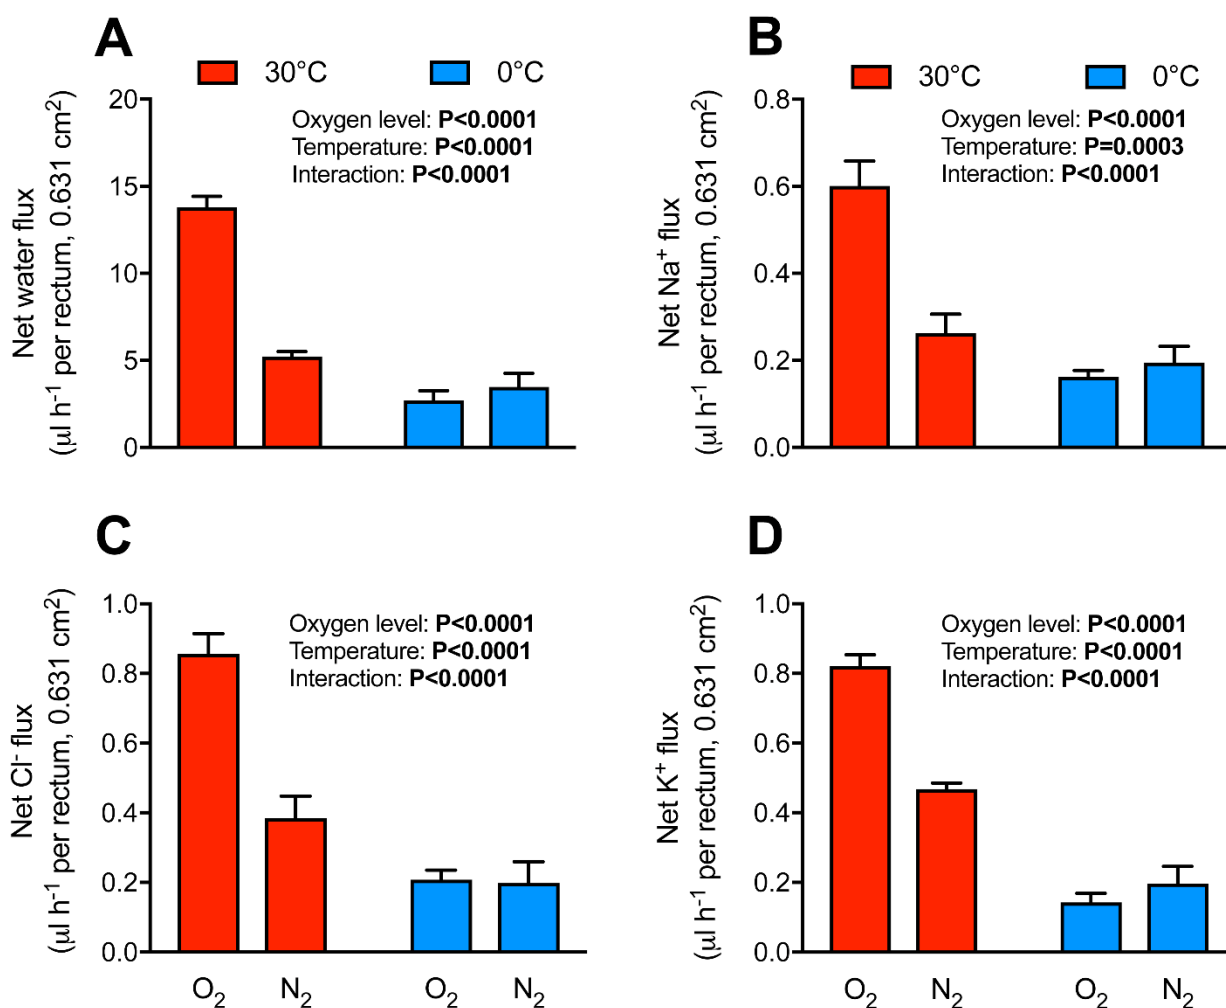 A
30°C 0°C
20
15
10
5
0
Net water flux
(μl h⁻¹ per rectum, 0.631 cm²)
Oxygen level: P<0.0001
Temperature: P<0.0001
Interaction: P<0.0001
B
30°C 0°C
0.8
0.6
0.4
0.2
0.0
Net Na⁺ flux
(μl h⁻¹ per rectum, 0.631 cm²)
Oxygen level: P<0.0001
Temperature: P=0.0003
Interaction: P<0.0001
C
1.0
0.8
0.6
0.4
0.2
0.0
Net Cl⁻ flux
(μl h⁻¹ per rectum, 0.631 cm²)
Oxygen level: P<0.0001
Temperature: P<0.0001
Interaction: P<0.0001
O₂ N₂ O₂ N₂
D
1.0
0.8
0.6
0.4
0.2
0.0
Net K⁺ flux
(μl h⁻¹ per rectum, 0.631 cm²)
Oxygen level: P<0.0001
Temperature: P<0.0001
Interaction: P<0.0001
O₂ N₂ O₂ N₂